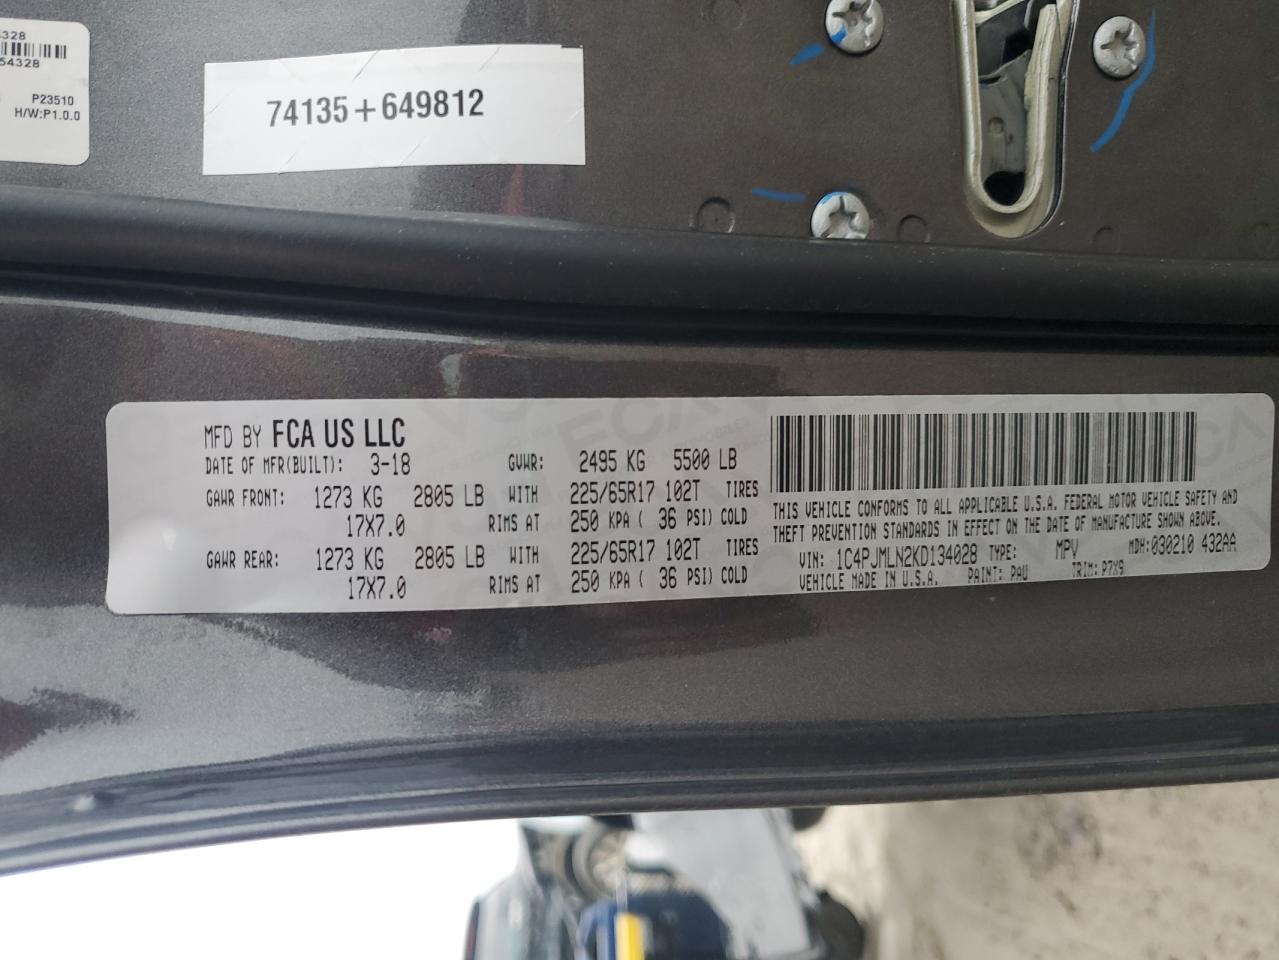 4328
54328
P23510
H/W:P1.0.0
74135+649812
MFD BY FCA US LLC
DATE OF MFR(BUILT): 3-18 GVWR: 2495 KG 5500 LB
GAWR FRONT: 1273 KG 2805 LB WITH 225/65R17 102T TIRES
17X7.0 RIMS AT 250 KPA ( 36 PSI) COLD
GAWR REAR: 1273 KG 2805 LB WITH 225/65R17 102T TIRES
17X7.0 RIMS AT 250 KPA ( 36 PSI) COLD
THIS VEHICLE CONFORMS TO ALL APPLICABLE U.S.A. FEDERAL MOTOR VEHICLE SAFETY AND
THEFT PREVENTION STANDARDS IN EFFECT ON THE DATE OF MANUFACTURE SHOWN ABOVE.
VIN: 1C4PJMLN2KD134028 TYPE: MPV MDH:030210 432AA
VEHICLE MADE IN U.S.A. PAINT: PAU TRIM: P7X9